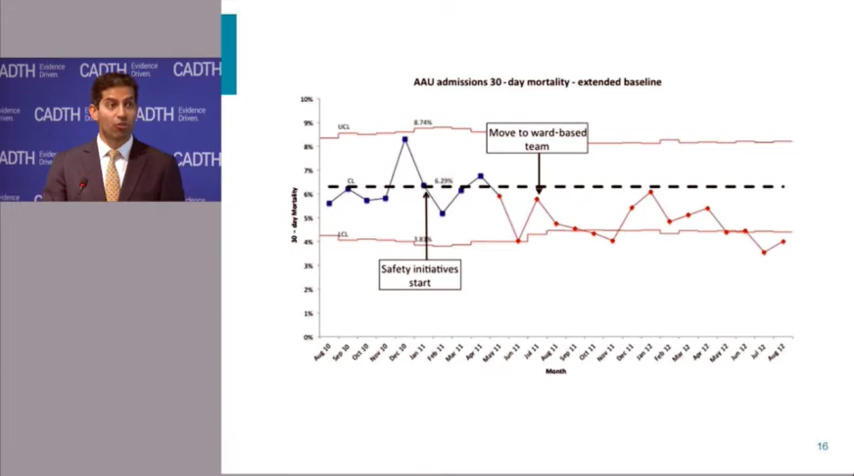 CADTH Evidence Driven.
CADTH Evidence Driven.
CADTH Evidence
CADTH Evidence Driven.
AAU admissions 30-day mortality - extended baseline
10%
9%
8%
7%
6%
5%
4%
3%
2%
1%
0%
30 - day Mortality
UCL
8.74%
CL
6.29%
LCL
3.83%
Move to ward-based
team
Safety initiatives
start
Aug 10
Sep 10
Oct 10
Nov 10
Dec 10
Jan 11
Feb 11
Mar 11
Apr 11
May 11
Jun 11
Jul 11
Aug 11
Sep 11
Oct 11
Nov 11
Dec 11
Jan 12
Feb 12
Mar 12
Apr 12
May 12
Jun 12
Jul 12
Aug 12
Month
16